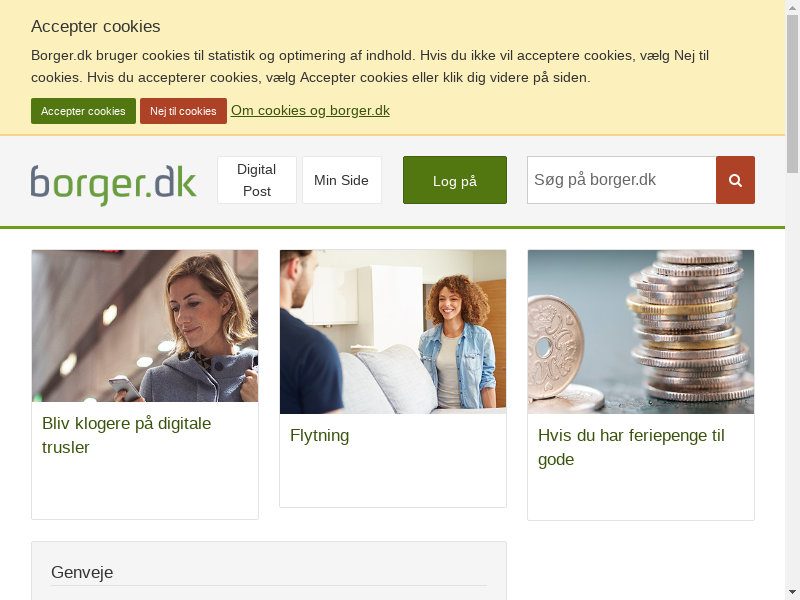 Accepter cookies
Borger.dk bruger cookies til statistik og optimering af indhold. Hvis du ikke vil acceptere cookies, vælg Nej til
cookies. Hvis du accepterer cookies, vælg Accepter cookies eller klik dig videre på siden.
Accepter cookies Nej til cookies Om cookies og borger.dk
borger.dk
Digital
Post
Min Side
Log på
Søg på borger.dk
Bliv klogere på digitale
trusler
Flytning
Hvis du har feriepenge til
gode
Genveje